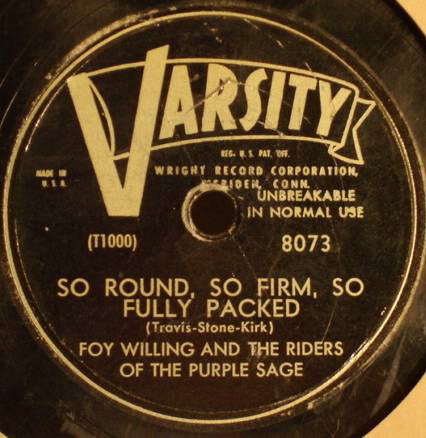 VARSITY
REG. U. S. PAT. OFF.
MADE IN
U.S.A.
WRIGHT RECORD CORPORATION,
MERIDEN, CONN.
UNBREAKABLE
IN NORMAL USE
(T1000)
8073
SO ROUND, SO FIRM, SO
FULLY PACKED
(Travis-Stone-Kirk)
FOY WILLING AND THE RIDERS
OF THE PURPLE SAGE